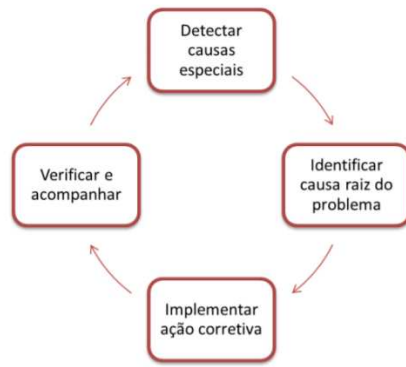 Detectar
causas
especiais
Identificar
causa raiz do
problema
Implementar
ação corretiva
Verificar e
acompanhar